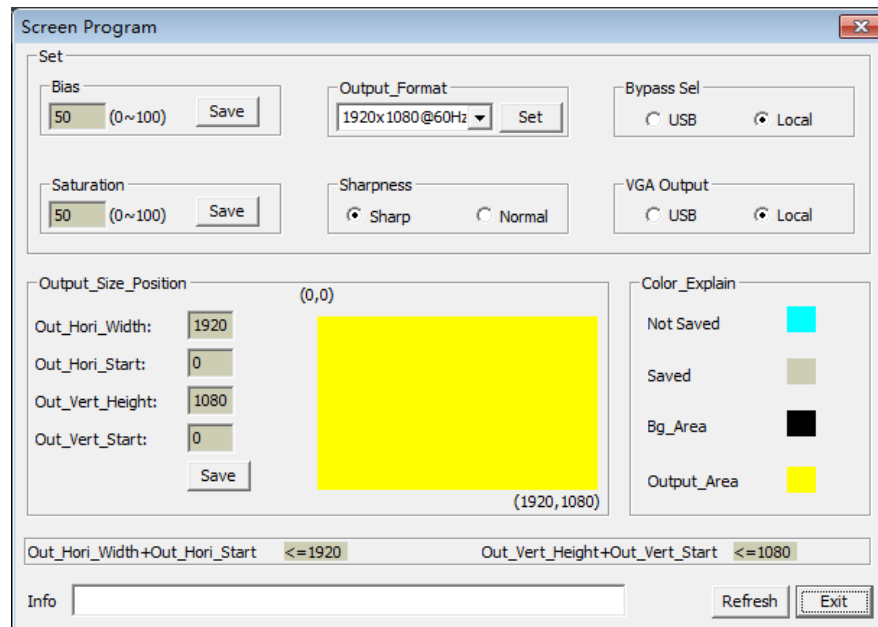 Screen Program
Set
Bias
50 (0~100) Save
Output_Format
1920x1080@60Hz Set
Bypass Sel
USB Local
Saturation
50 (0~100) Save
Sharpness
Sharp Normal
VGA Output
USB Local
Output_Size_Position
Out_Hori_Width: 1920
Out_Hori_Start: 0
Out_Vert_Height: 1080
Out_Vert_Start: 0
Save
(0,0)
(1920,1080)
Color_Explain
Not Saved
Saved
Bg_Area
Output_Area
Out_Hori_Width+Out_Hori_Start <=1920 Out_Vert_Height+Out_Vert_Start <=1080
Info Refresh Exit